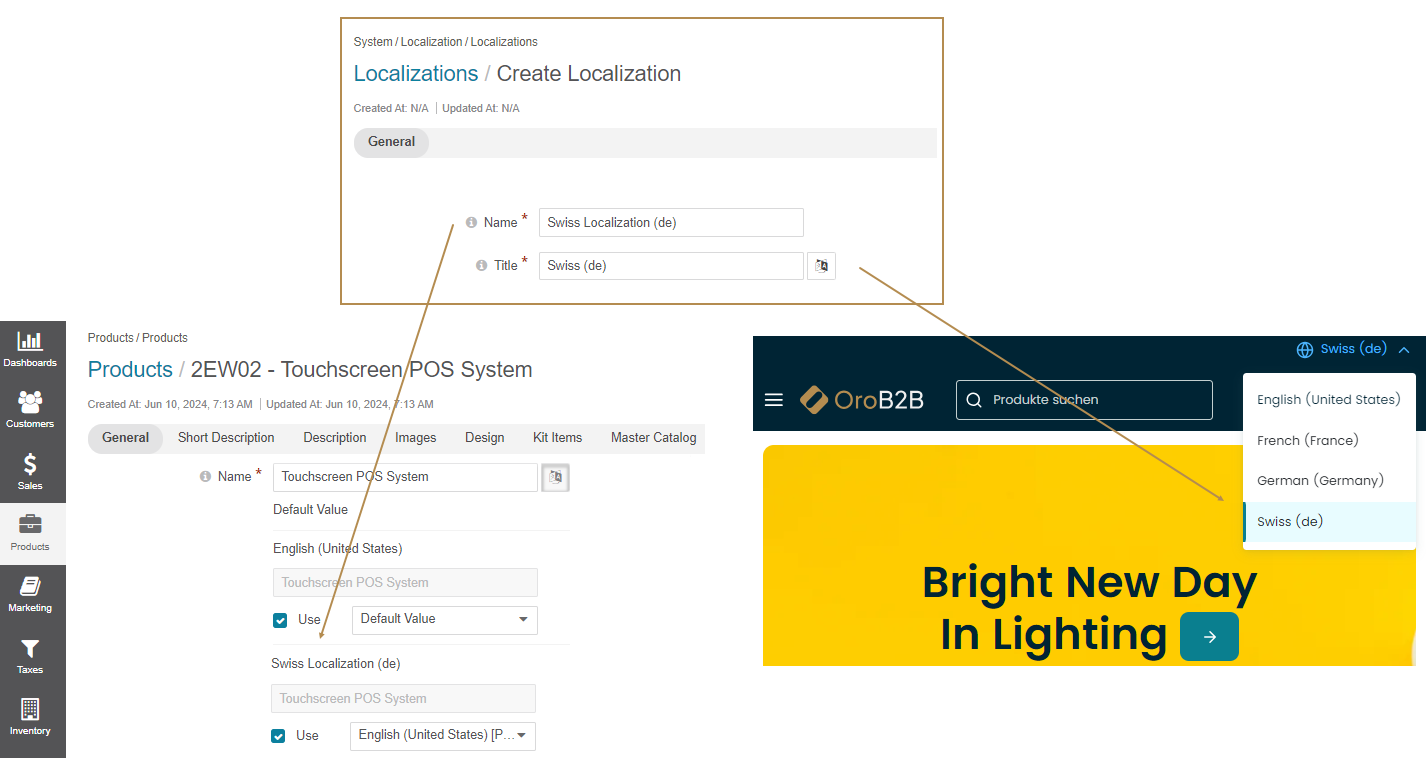 System / Localization / Localizations
Localizations / Create Localization
Created At: N/A | Updated At: N/A
General
Name * Swiss Localization (de)
Title * Swiss (de)
Dashboards
Customers
Sales
Products
Marketing
Taxes
Inventory
Products / Products
Products / 2EW02 - Touchscreen POS System
Created At: Jun 10, 2024, 7:13 AM | Updated At: Jun 10, 2024, 7:13 AM
General Short Description Description Images Design Kit Items Master Catalog
Name * Touchscreen POS System
Default Value
English (United States)
Touchscreen POS System
Use Default Value
Swiss Localization (de)
Touchscreen POS System
Use English (United States) [P...
Swiss (de)
OroB2B Produkte suchen
English (United States)
French (France)
German (Germany)
Swiss (de)
Bright New Day
In Lighting